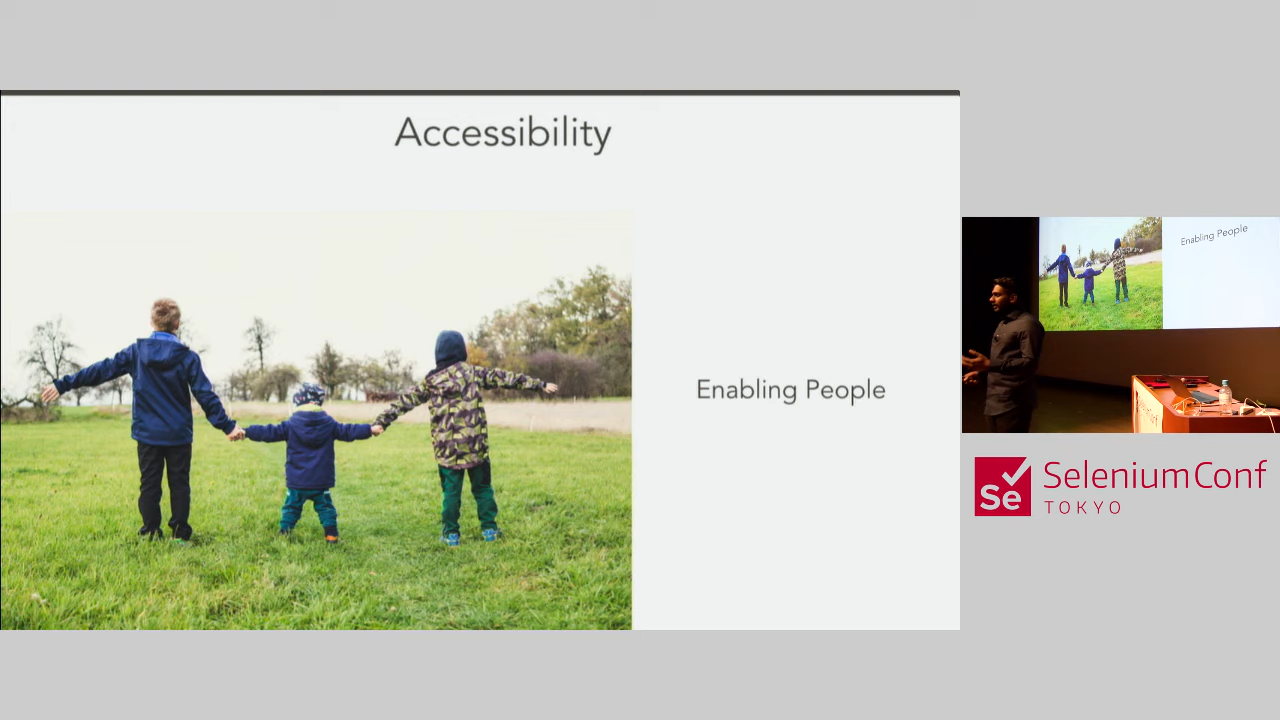 Accessibility
Enabling People
Enabling People
Se
SeleniumConf
TOKYO